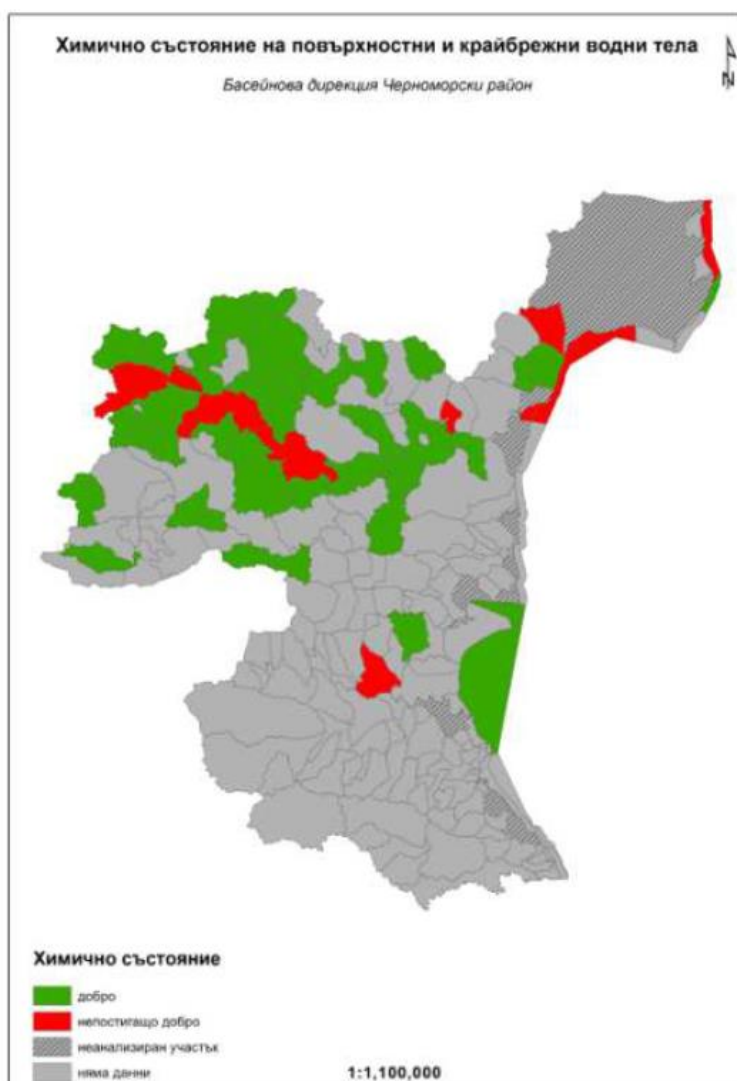 Химично състояние на повърхностни и крайбрежни водни тела
Басейнова дирекция Черноморски район
N
Химично състояние
добро
непостигащо добро
неанализиран участък
няма данни
1:1,100,000